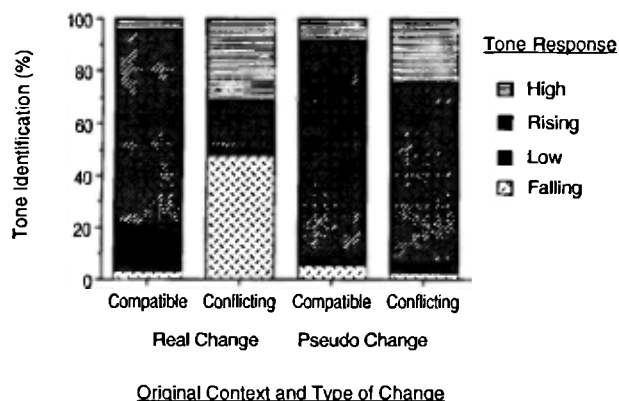 Tone Identification (%)
100
80
60
40
20
0
Compatible Conflicting Compatible Conflicting
Real Change Pseudo Change
Original Context and Type of Change
Tone Response
High
Rising
Low
Falling